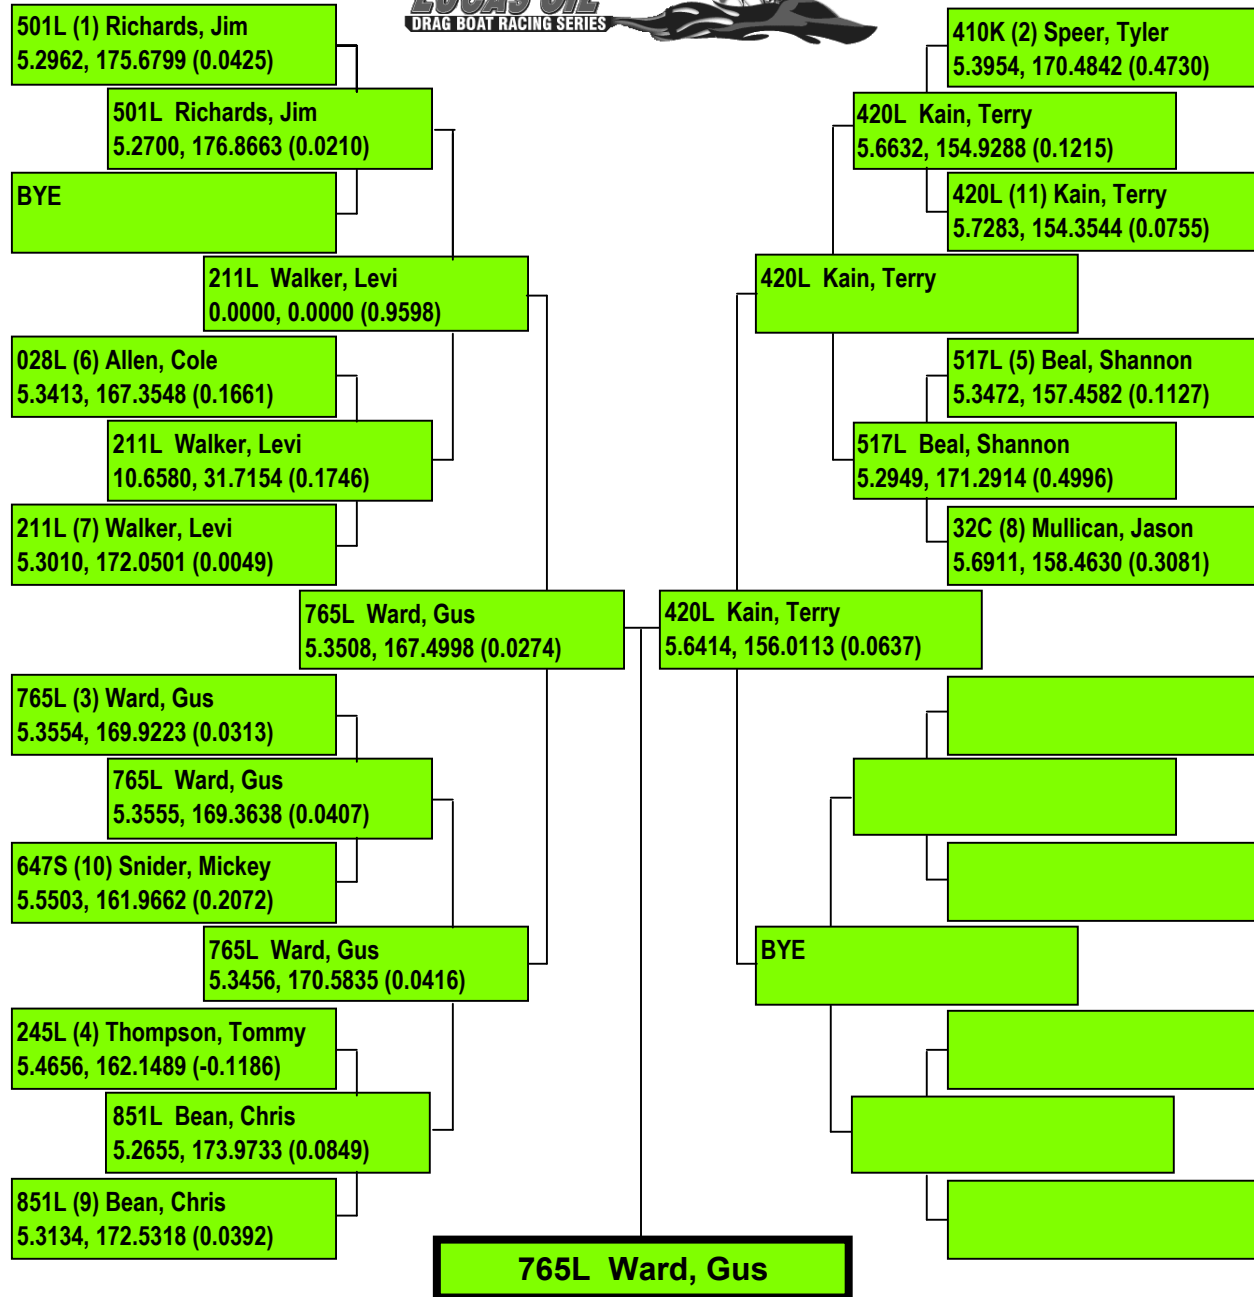 LUCAS OIL
DRAG BOAT RACING SERIES
501L (1) Richards, Jim
5.2962, 175.6799 (0.0425)
501L Richards, Jim
5.2700, 176.8663 (0.0210)
BYE
211L Walker, Levi
0.0000, 0.0000 (0.9598)
028L (6) Allen, Cole
5.3413, 167.3548 (0.1661)
211L Walker, Levi
10.6580, 31.7154 (0.1746)
211L (7) Walker, Levi
5.3010, 172.0501 (0.0049)
765L Ward, Gus
5.3508, 167.4998 (0.0274)
765L (3) Ward, Gus
5.3554, 169.9223 (0.0313)
765L Ward, Gus
5.3555, 169.3638 (0.0407)
647S (10) Snider, Mickey
5.5503, 161.9662 (0.2072)
765L Ward, Gus
5.3456, 170.5835 (0.0416)
245L (4) Thompson, Tommy
5.4656, 162.1489 (-0.1186)
851L Bean, Chris
5.2655, 173.9733 (0.0849)
851L (9) Bean, Chris
5.3134, 172.5318 (0.0392)
410K (2) Speer, Tyler
5.3954, 170.4842 (0.4730)
420L Kain, Terry
5.6632, 154.9288 (0.1215)
420L (11) Kain, Terry
5.7283, 154.3544 (0.0755)
420L Kain, Terry
517L (5) Beal, Shannon
5.3472, 157.4582 (0.1127)
517L Beal, Shannon
5.2949, 171.2914 (0.4996)
32C (8) Mullican, Jason
5.6911, 158.4630 (0.3081)
420L Kain, Terry
5.6414, 156.0113 (0.0637)
BYE
765L Ward, Gus